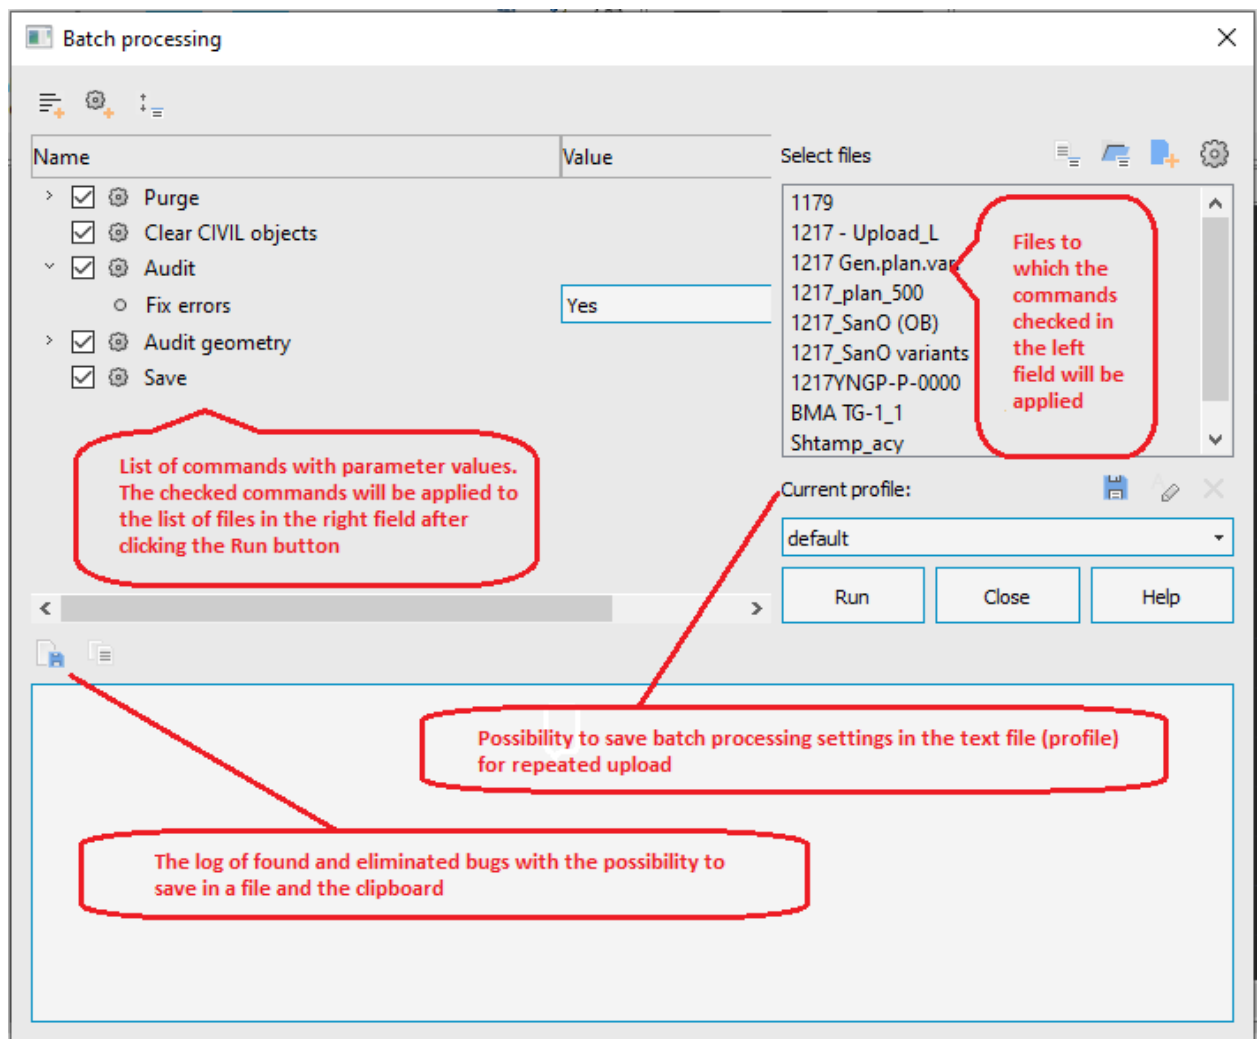 Batch processing
Name
Value
Select files
Purge
Clear CIVIL objects
Audit
Fix errors
Yes
Audit geometry
Save
1179
1217 - Upload_L
1217 Gen.plan.var
1217_plan_500
1217_SanO (OB)
1217_SanO variants
1217YNGP-P-0000
BMA TG-1_1
Shtamp_acy
Files to
which the
commands
checked in
the left
field will be
applied
List of commands with parameter values.
The checked commands will be applied to
the list of files in the right field after
clicking the Run button
Current profile:
default
Run
Close
Help
Possibility to save batch processing settings in the text file (profile)
for repeated upload
The log of found and eliminated bugs with the possibility to
save in a file and the clipboard